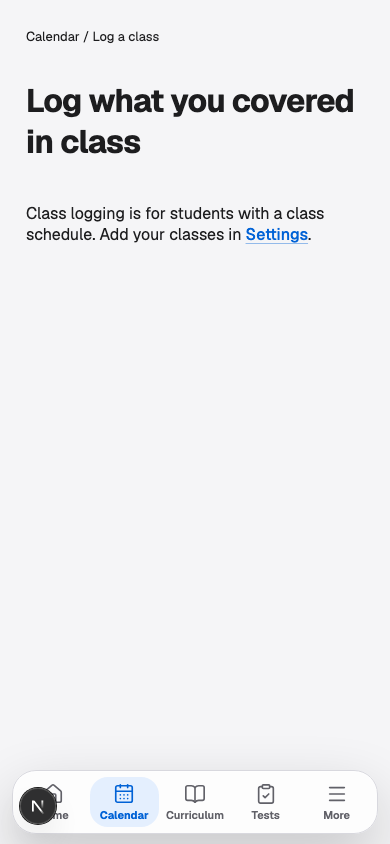 Calendar / Log a class
Log what you covered
in class
Class logging is for students with a class
schedule. Add your classes in Settings.
N
Calendar
Curriculum
Tests
More